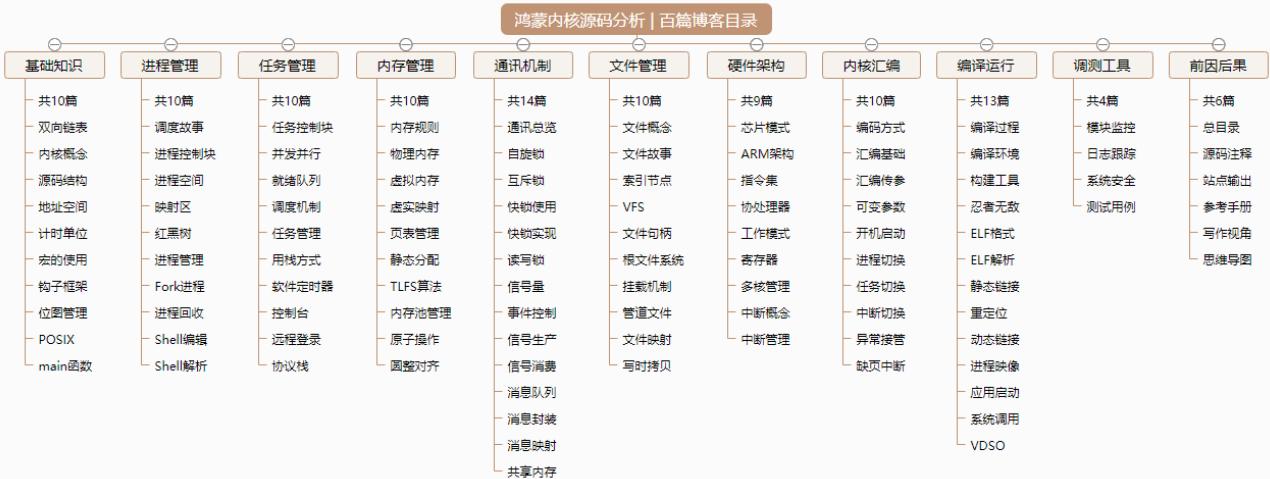 鸿蒙内核源码分析 | 百篇博客目录
基础知识
共10篇
双向链表
内核概念
源码结构
地址空间
计时单位
宏的使用
钩子框架
位图管理
POSIX
main函数
进程管理
共10篇
调度故事
进程控制块
进程空间
映射区
红黑树
进程管理
Fork进程
进程回收
Shell编辑
Shell解析
任务管理
共10篇
任务控制块
并发并行
就绪队列
调度机制
任务管理
用栈方式
软件定时器
控制台
远程登录
协议栈
内存管理
共10篇
内存规则
物理内存
虚拟内存
虚实映射
页表管理
静态分配
TLFS算法
内存池管理
原子操作
圆整对齐
通讯机制
共14篇
通讯总览
自旋锁
互斥锁
快锁使用
快锁实现
读写锁
信号量
事件控制
信号生产
信号消费
消息队列
消息封装
消息映射
共享内存
文件管理
共10篇
文件概念
文件故事
索引节点
VFS
文件句柄
根文件系统
挂载机制
管道文件
文件映射
写时拷贝
硬件架构
共9篇
芯片模式
ARM架构
指令集
协处理器
工作模式
寄存器
多核管理
中断概念
中断管理
内核汇编
共10篇
编码方式
汇编基础
汇编传参
可变参数
开机启动
进程切换
任务切换
中断切换
异常接管
缺页中断
编译运行
共13篇
编译过程
编译环境
构建工具
忍者无敌
ELF格式
ELF解析
静态链接
重定位
动态链接
进程映像
应用启动
系统调用
VDSO
调测工具
共4篇
模块监控
日志跟踪
系统安全
测试用例
前因后果
共6篇
总目录
源码注释
站点输出
参考手册
写作视角
思维导图